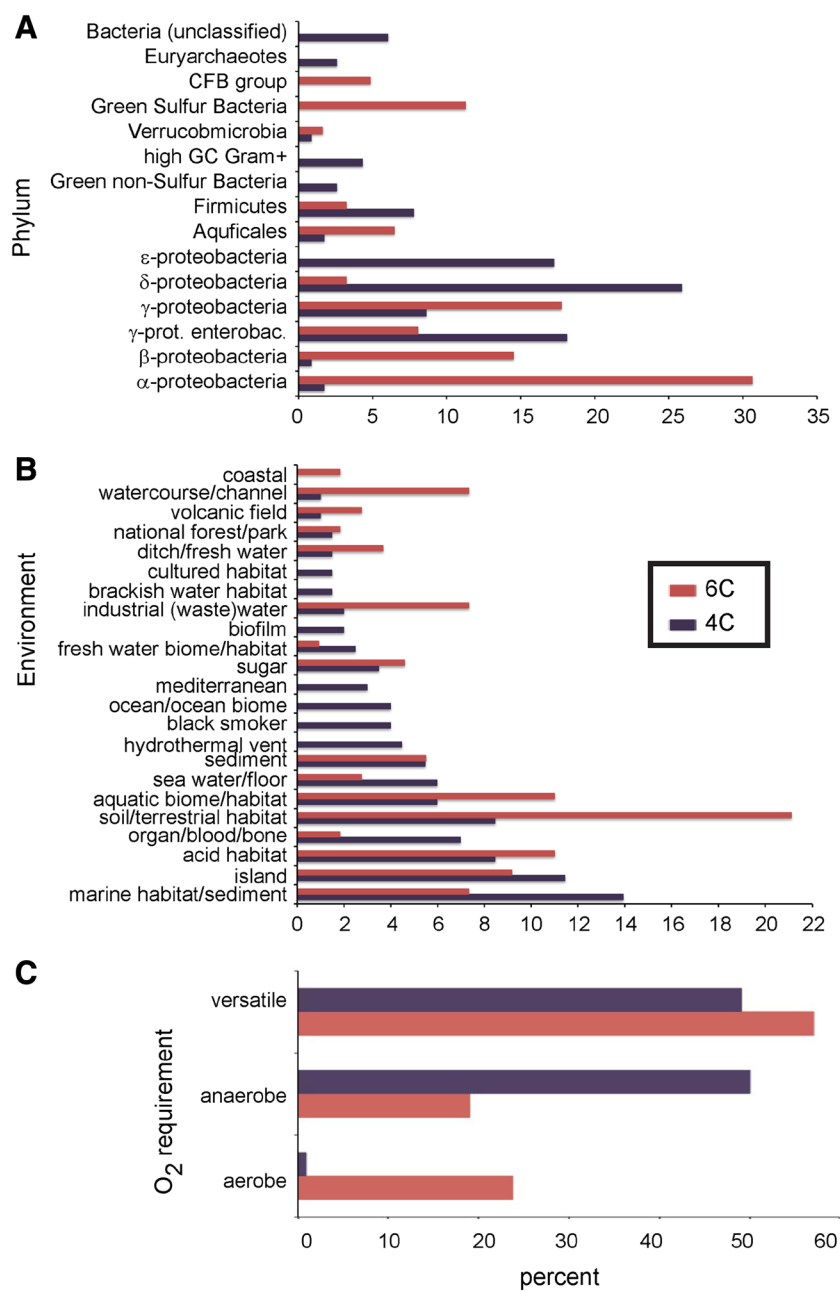 A
Phylum
Bacteria (unclassified)
Euryarchaeotes
CFB group
Green Sulfur Bacteria
Verrucobmicrobia
high GC Gram+
Green non-Sulfur Bacteria
Firmicutes
Aquficales
ε-proteobacteria
δ-proteobacteria
γ-proteobacteria
γ-prot. enterobac.
β-proteobacteria
α-proteobacteria
0 5 10 15 20 25 30 35
B
Environment
coastal
watercourse/channel
volcanic field
national forest/park
ditch/fresh water
cultured habitat
brackish water habitat
industrial (waste)water
biofilm
fresh water biome/habitat
sugar
mediterranean
ocean/ocean biome
black smoker
hydrothermal vent
sediment
sea water/floor
aquatic biome/habitat
soil/terrestrial habitat
organ/blood/bone
acid habitat
island
marine habitat/sediment
0 2 4 6 8 10 12 14 16 18 20 22
6C
4C
C
O2 requirement
versatile
anaerobe
aerobe
0 10 20 30 40 50 60
percent